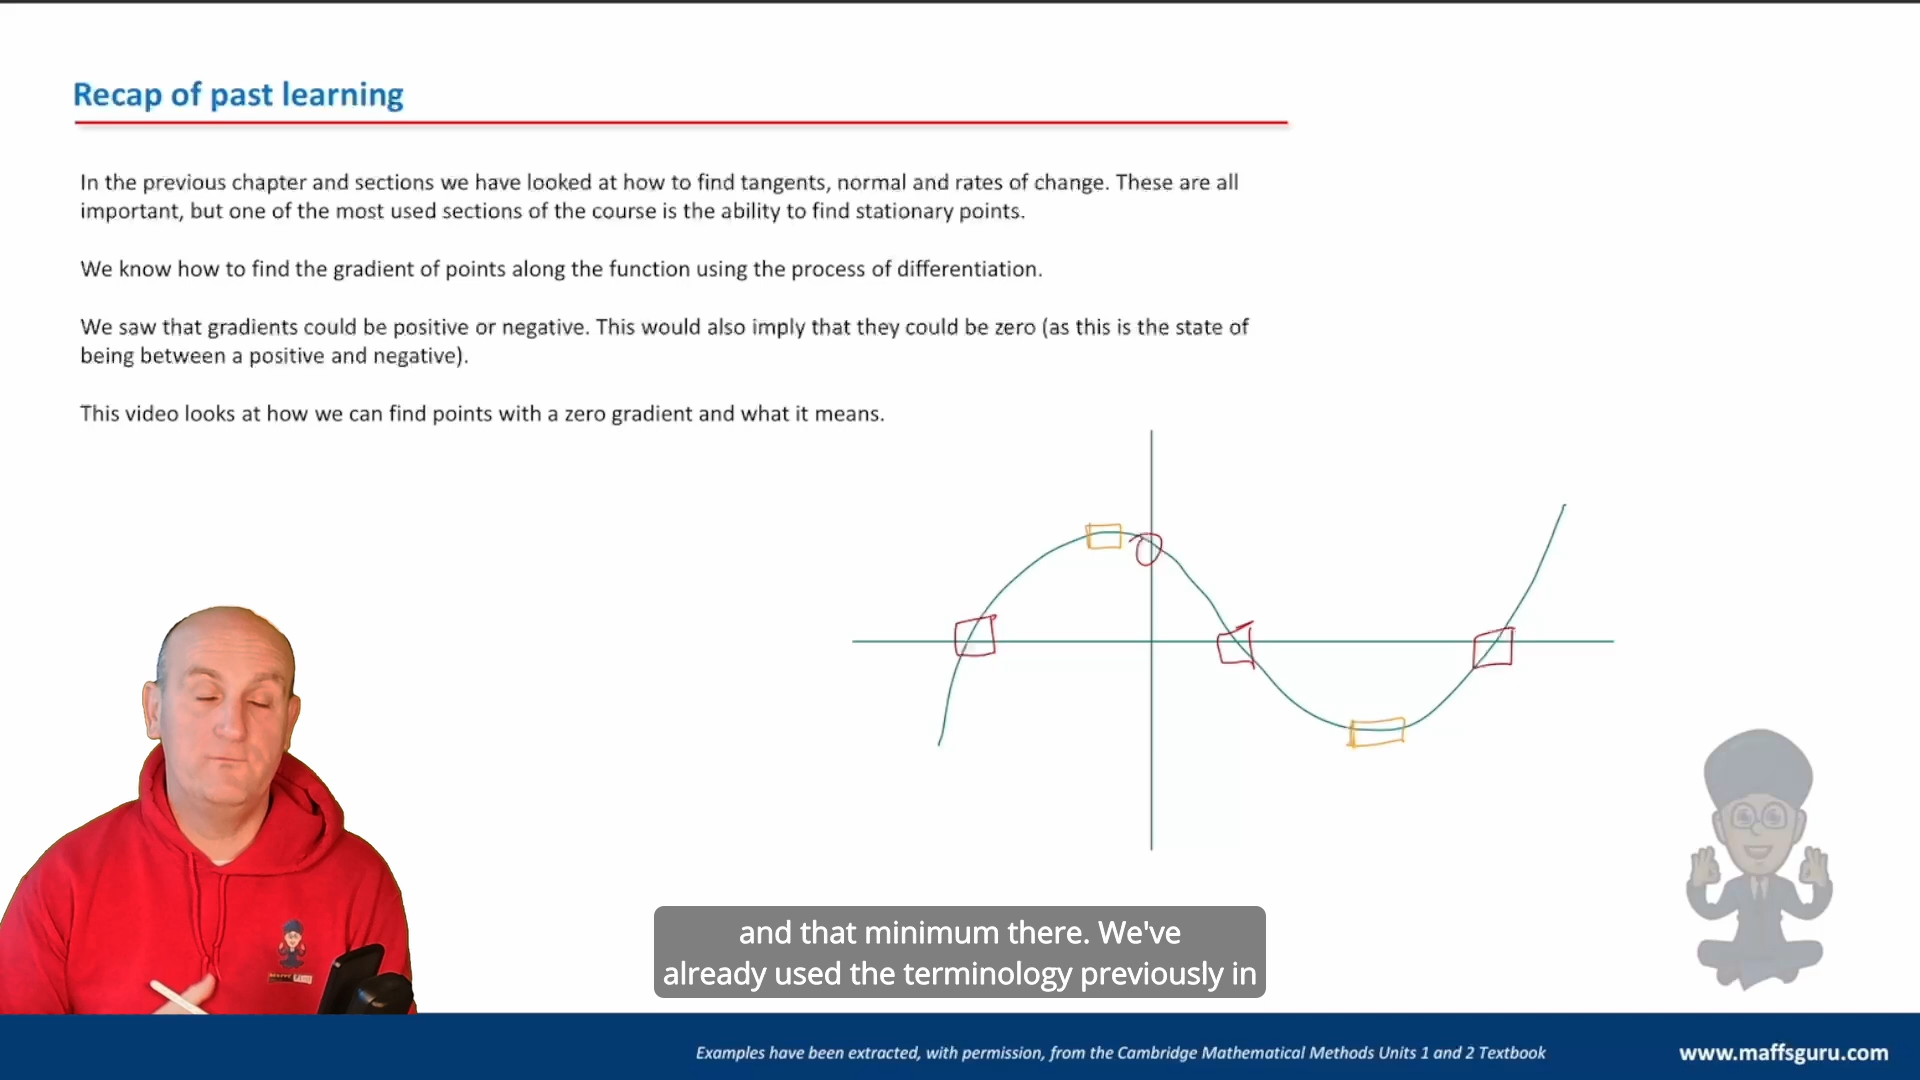 Recap of past learning
In the previous chapter and sections we have looked at how to find tangents, normal and rates of change. These are all
important, but one of the most used sections of the course is the ability to find stationary points.
We know how to find the gradient of points along the function using the process of differentiation.
We saw that gradients could be positive or negative. This would also imply that they could be zero (as this is the state of
being between a positive and negative).
This video looks at how we can find points with a zero gradient and what it means.
and that minimum there. We've
already used the terminology previously in
Examples have been extracted, with permission, from the Cambridge Mathematical Methods Units 1 and 2 Textbook
www.maffsguru.com